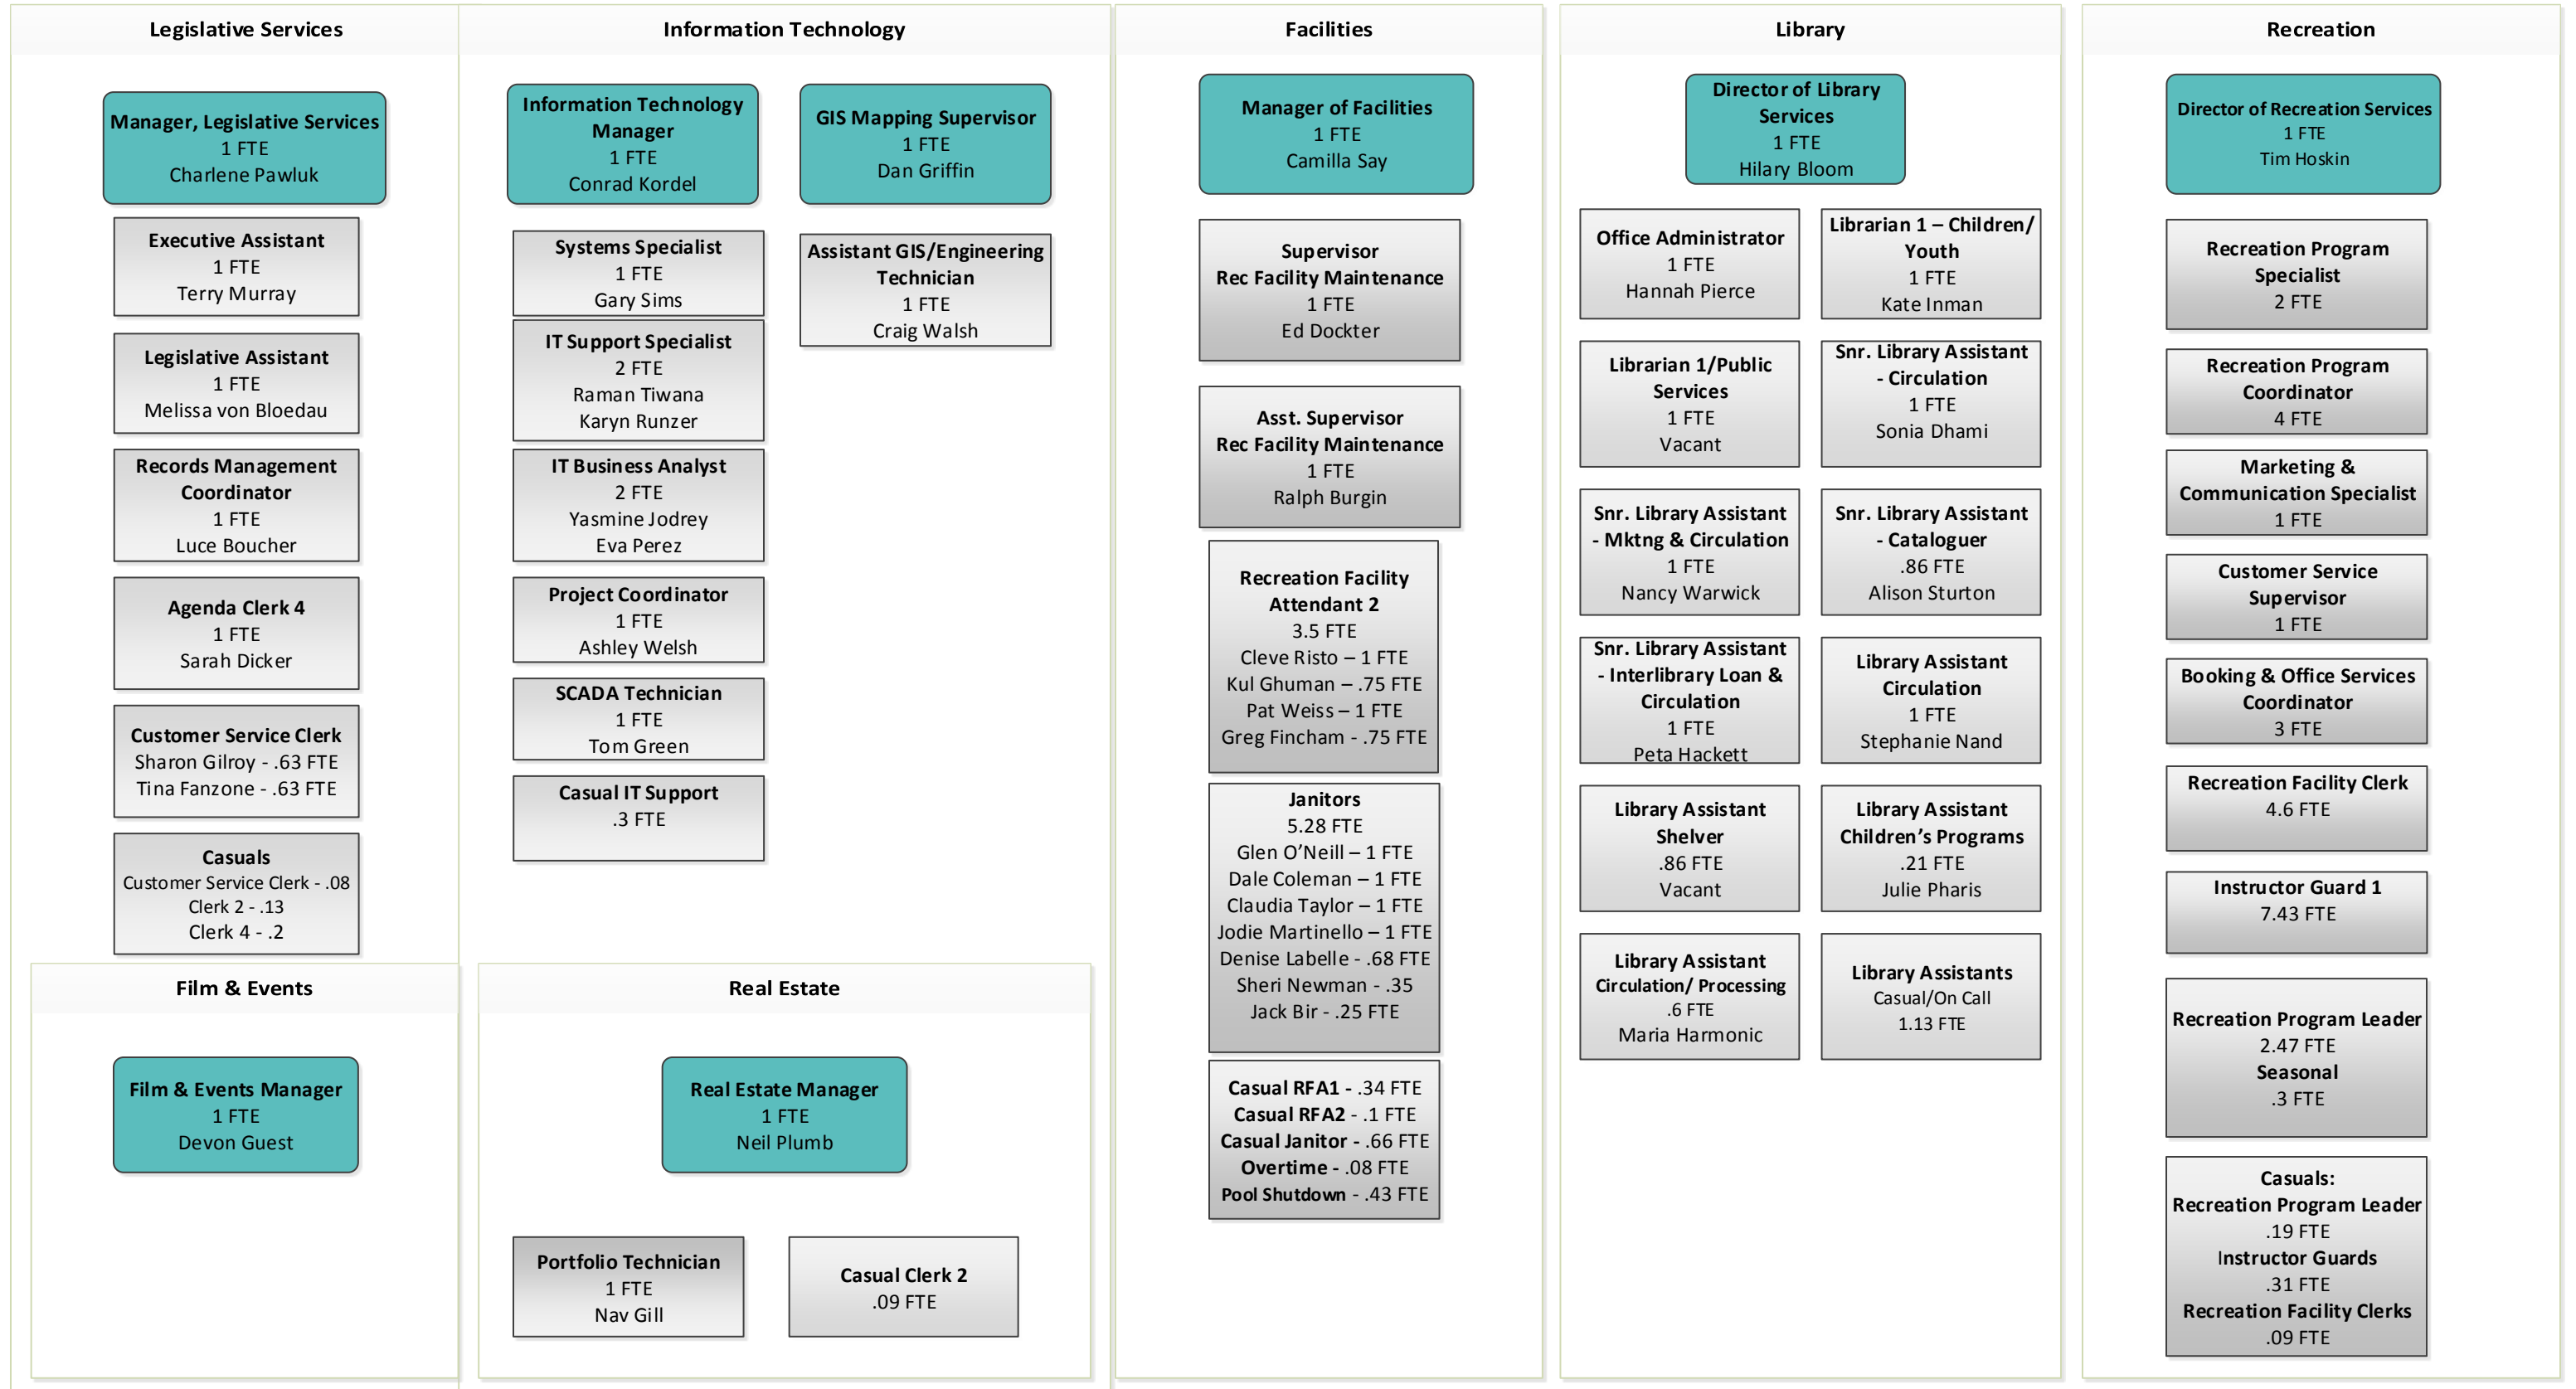 Legislative Services
Manager, Legislative Services
1 FTE
Charlene Pawluk
Executive Assistant
1 FTE
Terry Murray
Legislative Assistant
1 FTE
Melissa von Bloedau
Records Management
Coordinator
1 FTE
Luce Boucher
Agenda Clerk 4
1 FTE
Sarah Dicker
Customer Service Clerk
Sharon Gilroy - .63 FTE
Tina Fanzone - .63 FTE
Casuals
Customer Service Clerk - .08
Clerk 2 - .13
Clerk 4 - .2
Film & Events
Film & Events Manager
1 FTE
Devon Guest
Information Technology
Information Technology
Manager
1 FTE
Conrad Kordel
Systems Specialist
1 FTE
Gary Sims
IT Support Specialist
2 FTE
Raman Tiwana
Karyn Runzer
IT Business Analyst
2 FTE
Yasmine Jodrey
Eva Perez
Project Coordinator
1 FTE
Ashley Welsh
SCADA Technician
1 FTE
Tom Green
Casual IT Support
.3 FTE
GIS Mapping Supervisor
1 FTE
Dan Griffin
Assistant GIS/Engineering
Technician
1 FTE
Craig Walsh
Real Estate
Real Estate Manager
1 FTE
Neil Plumb
Portfolio Technician
1 FTE
Nav Gill
Casual Clerk 2
.09 FTE
Facilities
Manager of Facilities
1 FTE
Camilla Say
Supervisor
Rec Facility Maintenance
1 FTE
Ed Dockter
Asst. Supervisor
Rec Facility Maintenance
1 FTE
Ralph Burgin
Recreation Facility
Attendant 2
3.5 FTE
Cleve Risto – 1 FTE
Kul Ghuman – .75 FTE
Pat Weiss – 1 FTE
Greg Fincham - .75 FTE
Janitors
5.28 FTE
Glen O’Neill – 1 FTE
Dale Coleman – 1 FTE
Claudia Taylor – 1 FTE
Jodie Martinello – 1 FTE
Denise Labelle - .68 FTE
Sheri Newman - .35
Jack Bir - .25 FTE
Casual RFA1 - .34 FTE
Casual RFA2 - .1 FTE
Casual Janitor - .66 FTE
Overtime - .08 FTE
Pool Shutdown - .43 FTE
Library
Director of Library
Services
1 FTE
Hilary Bloom
Office Administrator
1 FTE
Hannah Pierce
Librarian 1 – Children/
Youth
1 FTE
Kate Inman
Librarian 1/Public
Services
1 FTE
Vacant
Snr. Library Assistant
- Circulation
1 FTE
Sonia Dhami
Snr. Library Assistant
- Mktng & Circulation
1 FTE
Nancy Warwick
Snr. Library Assistant
- Cataloguer
.86 FTE
Alison Sturton
Snr. Library Assistant
- Interlibrary Loan &
Circulation
1 FTE
Peta Hackett
Library Assistant
Circulation
1 FTE
Stephanie Nand
Library Assistant
Shelver
.86 FTE
Vacant
Library Assistant
Children’s Programs
.21 FTE
Julie Pharis
Library Assistant
Circulation/ Processing
.6 FTE
Maria Harmonic
Library Assistants
Casual/On Call
1.13 FTE
Recreation
Director of Recreation Services
1 FTE
Tim Hoskin
Recreation Program
Specialist
2 FTE
Recreation Program
Coordinator
4 FTE
Marketing &
Communication Specialist
1 FTE
Customer Service
Supervisor
1 FTE
Booking & Office Services
Coordinator
3 FTE
Recreation Facility Clerk
4.6 FTE
Instructor Guard 1
7.43 FTE
Recreation Program Leader
2.47 FTE
Seasonal
.3 FTE
Casuals:
Recreation Program Leader
.19 FTE
Instructor Guards
.31 FTE
Recreation Facility Clerks
.09 FTE